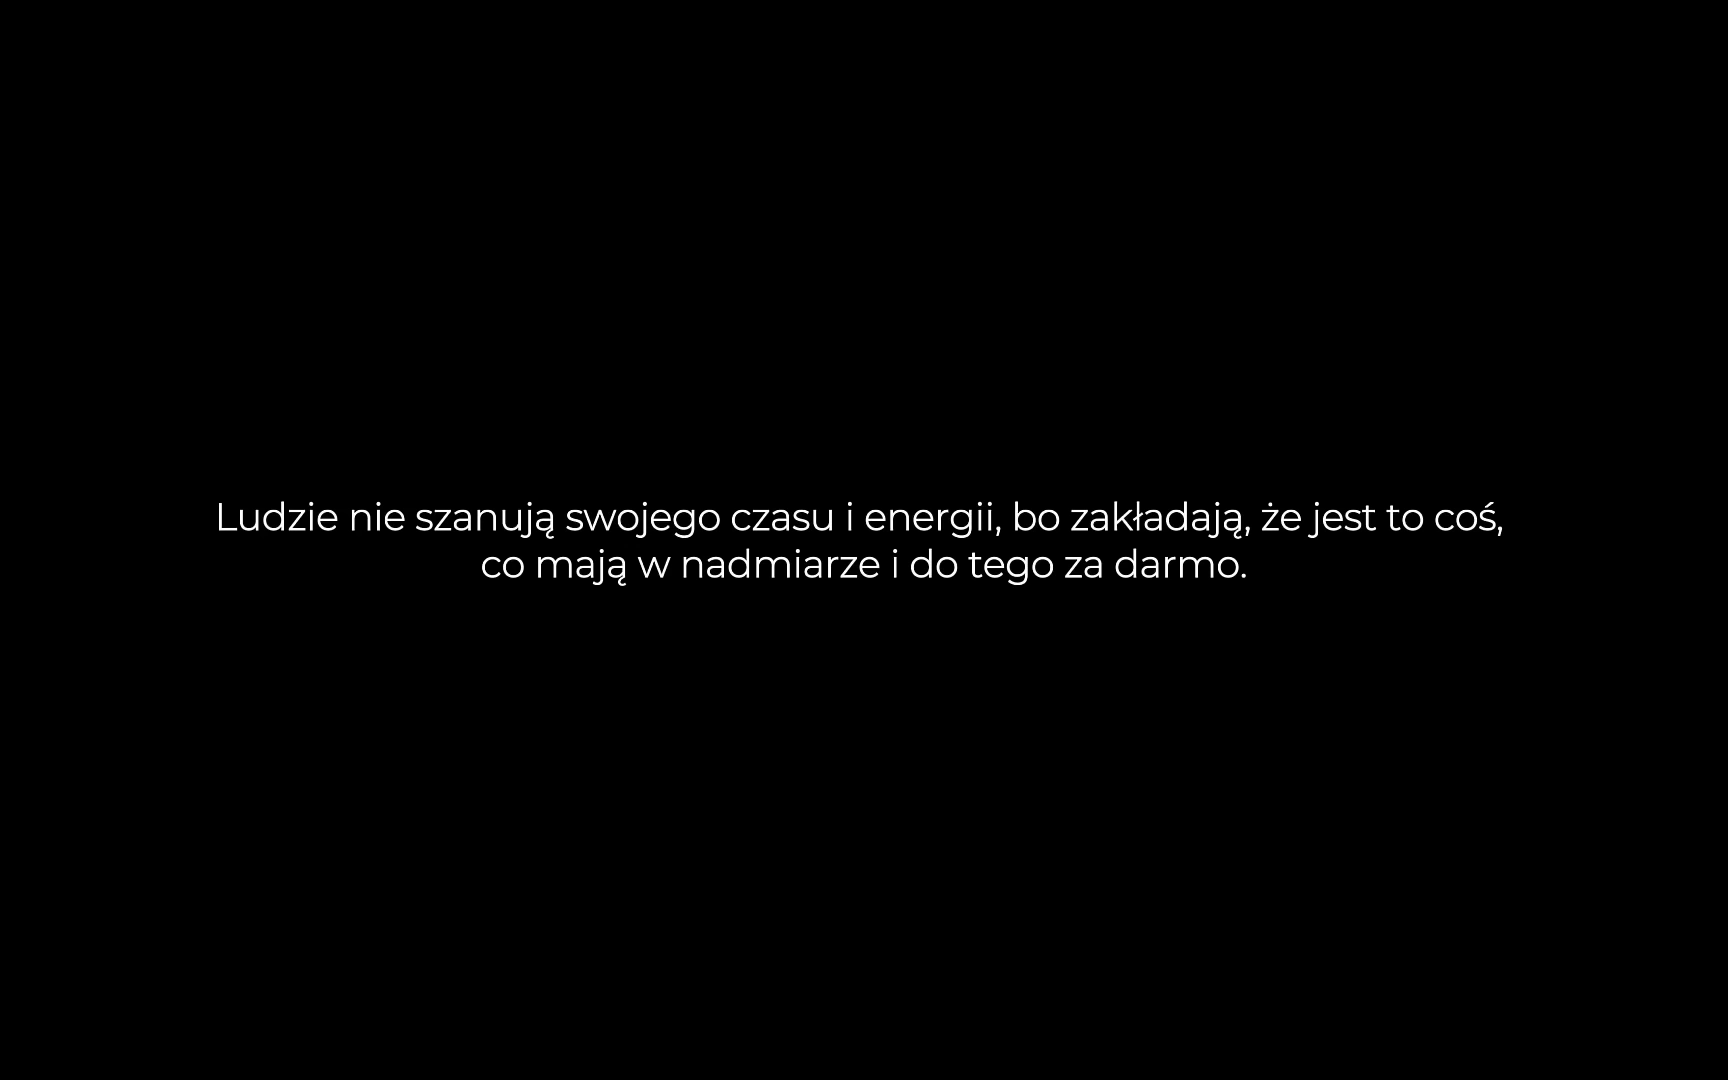 Ludzie nie szanują swojego czasu i energii, bo zakładają, że jest to coś,
co mają w nadmiarze i do tego za darmo.